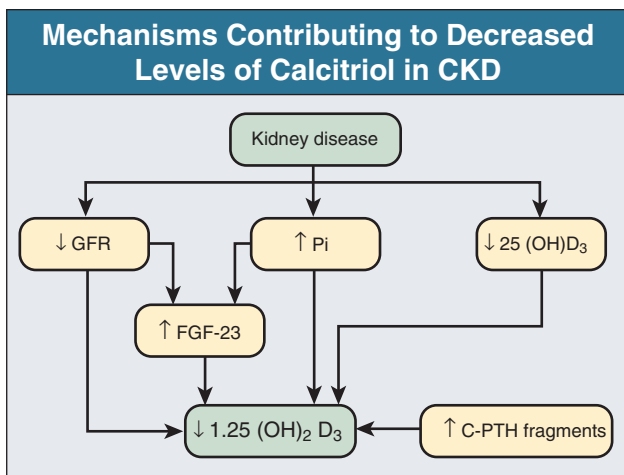 Mechanisms Contributing to Decreased
Levels of Calcitriol in CKD
Kidney disease
↓ GFR
↑ Pi
↓ 25 (OH)D₃
↑ FGF-23
↓ 1.25 (OH)₂ D₃
↑ C-PTH fragments